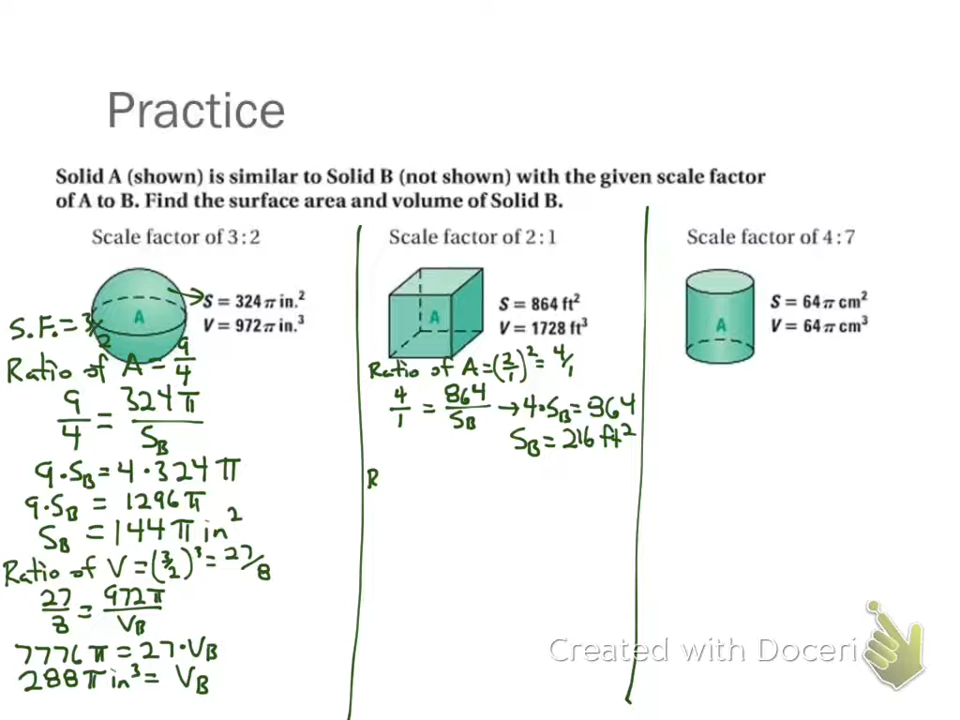 Practice
Solid A (shown) is similar to Solid B (not shown) with the given scale factor
of A to B. Find the surface area and volume of Solid B.
Scale factor of 3:2
A
S = 324π in.²
V = 972π in.³
S.F. = 3/2
Ratio of A = 9/4
9/4 = 324π/S_B
9·S_B = 4·324π
9·S_B = 1296π
S_B = 144π in²
Ratio of V = (3/2)³ = 27/8
27/8 = 972π/V_B
7776π = 27·V_B
288π in³ = V_B
Scale factor of 2:1
A
S = 864 ft²
V = 1728 ft³
Ratio of A = (2/1)² = 4/1
4/1 = 864/S_B → 4·S_B = 864
S_B = 216 ft²
R
Scale factor of 4:7
A
S = 64π cm²
V = 64π cm³
Created with Doceri